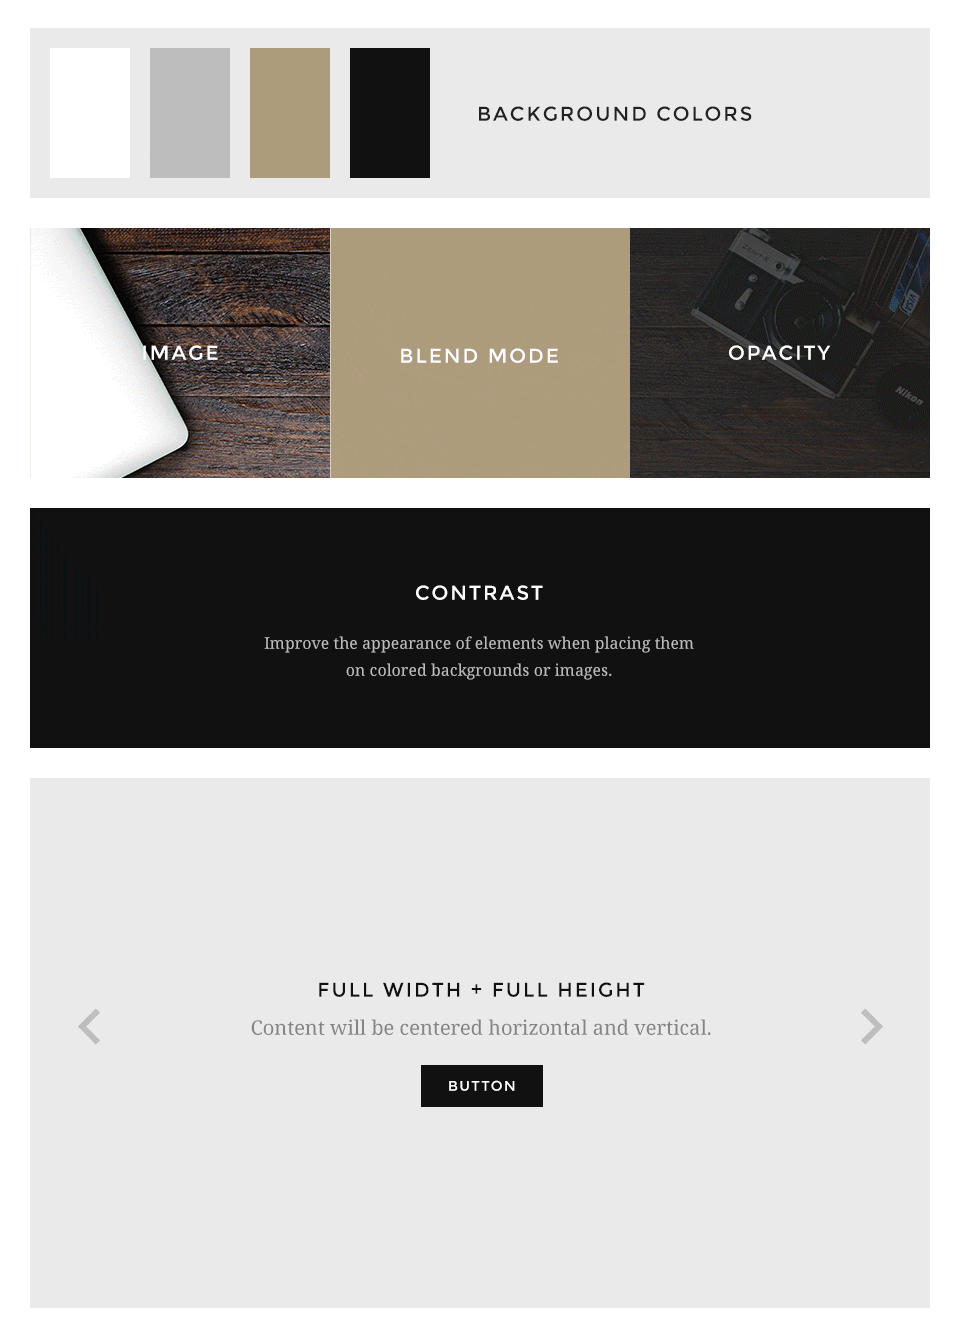 BACKGROUND COLORS
IMAGE
BLEND MODE
OPACITY
Nikon
CONTRAST
Improve the appearance of elements when placing them
on colored backgrounds or images.
FULL WIDTH + FULL HEIGHT
Content will be centered horizontal and vertical.
BUTTON